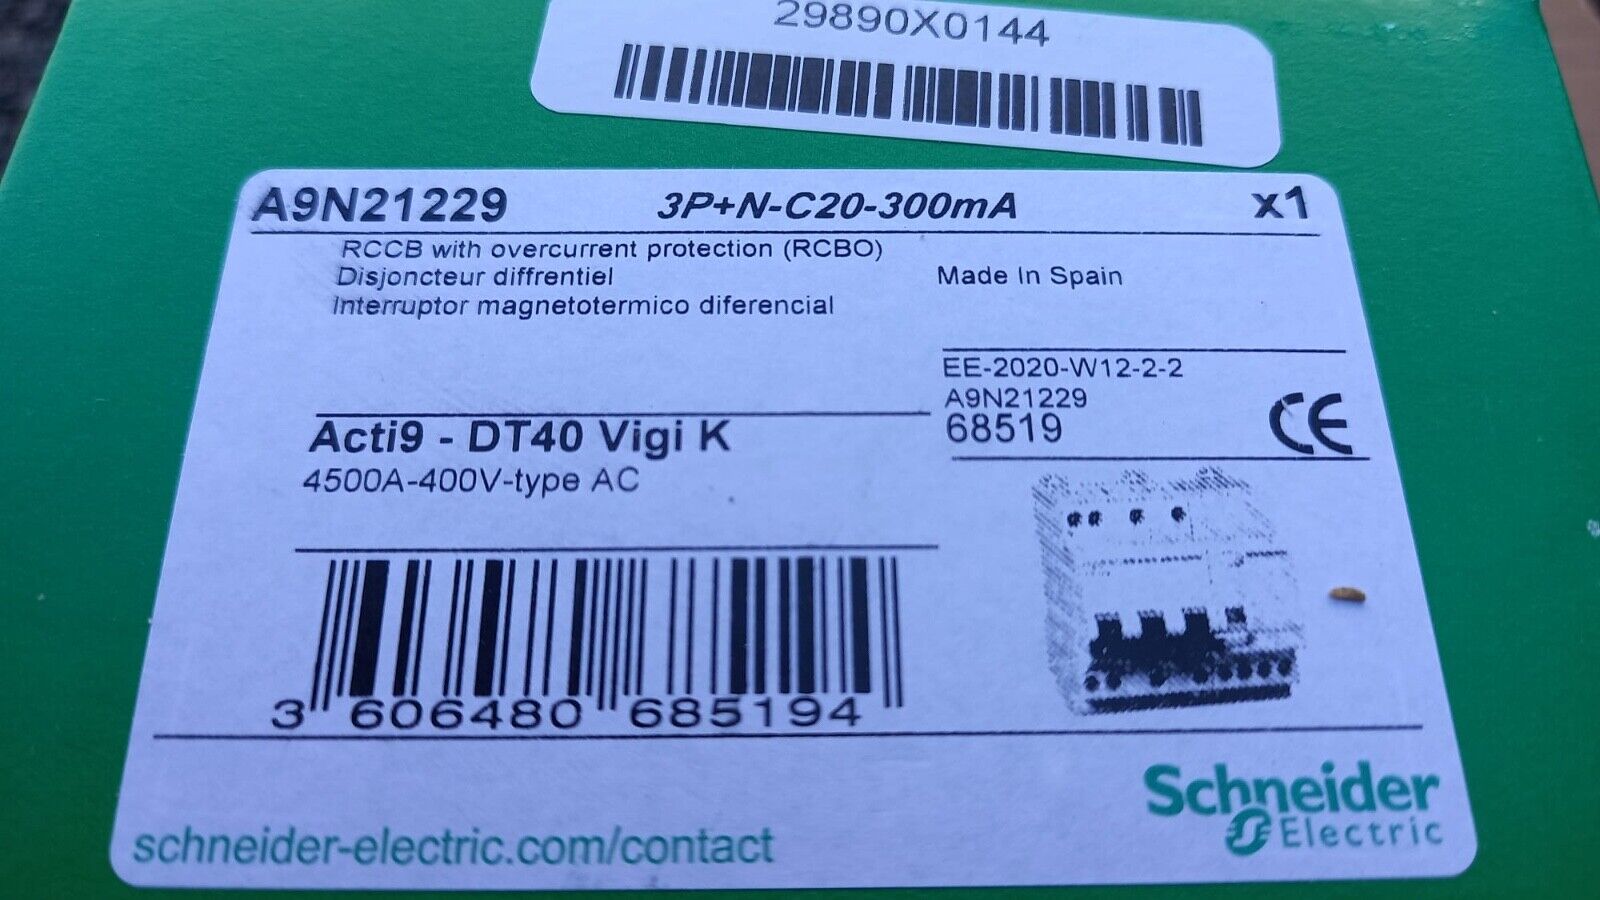 29890X0144
A9N21229 3P+N-C20-300mA x1
RCCB with overcurrent protection (RCBO)
Disjoncteur diffrentiel
Made In Spain
Interruptor magnetotermico diferencial
EE-2020-W12-2-2
A9N21229
68519
CE
Acti9 - DT40 Vigi K
4500A-400V-type AC
3 606480 685194
Schneider
Electric
schneider-electric.com/contact